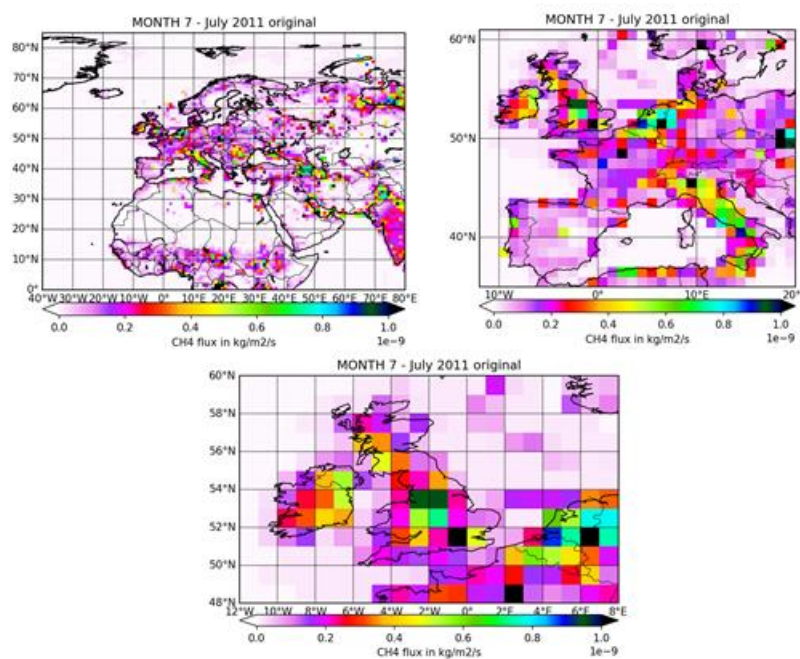 MONTH 7 - July 2011 original
80°N
70°N
60°N
50°N
40°N
30°N
20°N
10°N
0°
40°W 30°W 20°W 10°W 0° 10°E 20°E 30°E 40°E 50°E 60°E 70°E 80°E
0.0 0.2 0.4 0.6 0.8 1.0
CH4 flux in kg/m2/s
1e−9
MONTH 7 - July 2011 original
60°N
50°N
40°N
10°W 0° 10°E 20°E
0.0 0.2 0.4 0.6 0.8 1.0
CH4 flux in kg/m2/s
1e−9
MONTH 7 - July 2011 original
60°N
58°N
56°N
54°N
52°N
50°N
48°N
12°W 10°W 8°W 6°W 4°W 2°W 0° 2°E 4°E 6°E 8°E
0.0 0.2 0.4 0.6 0.8 1.0
CH4 flux in kg/m2/s
1e−9